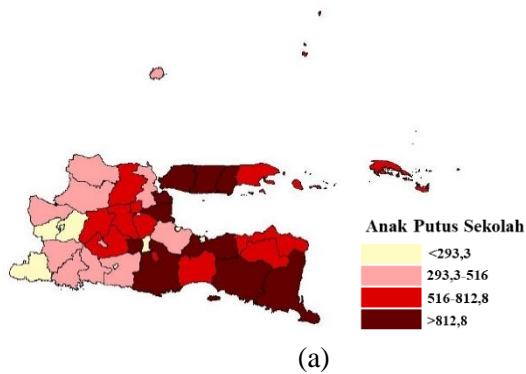 Anak Putus Sekolah
<293,3
293,3-516
516-812,8
>812,8
(a)